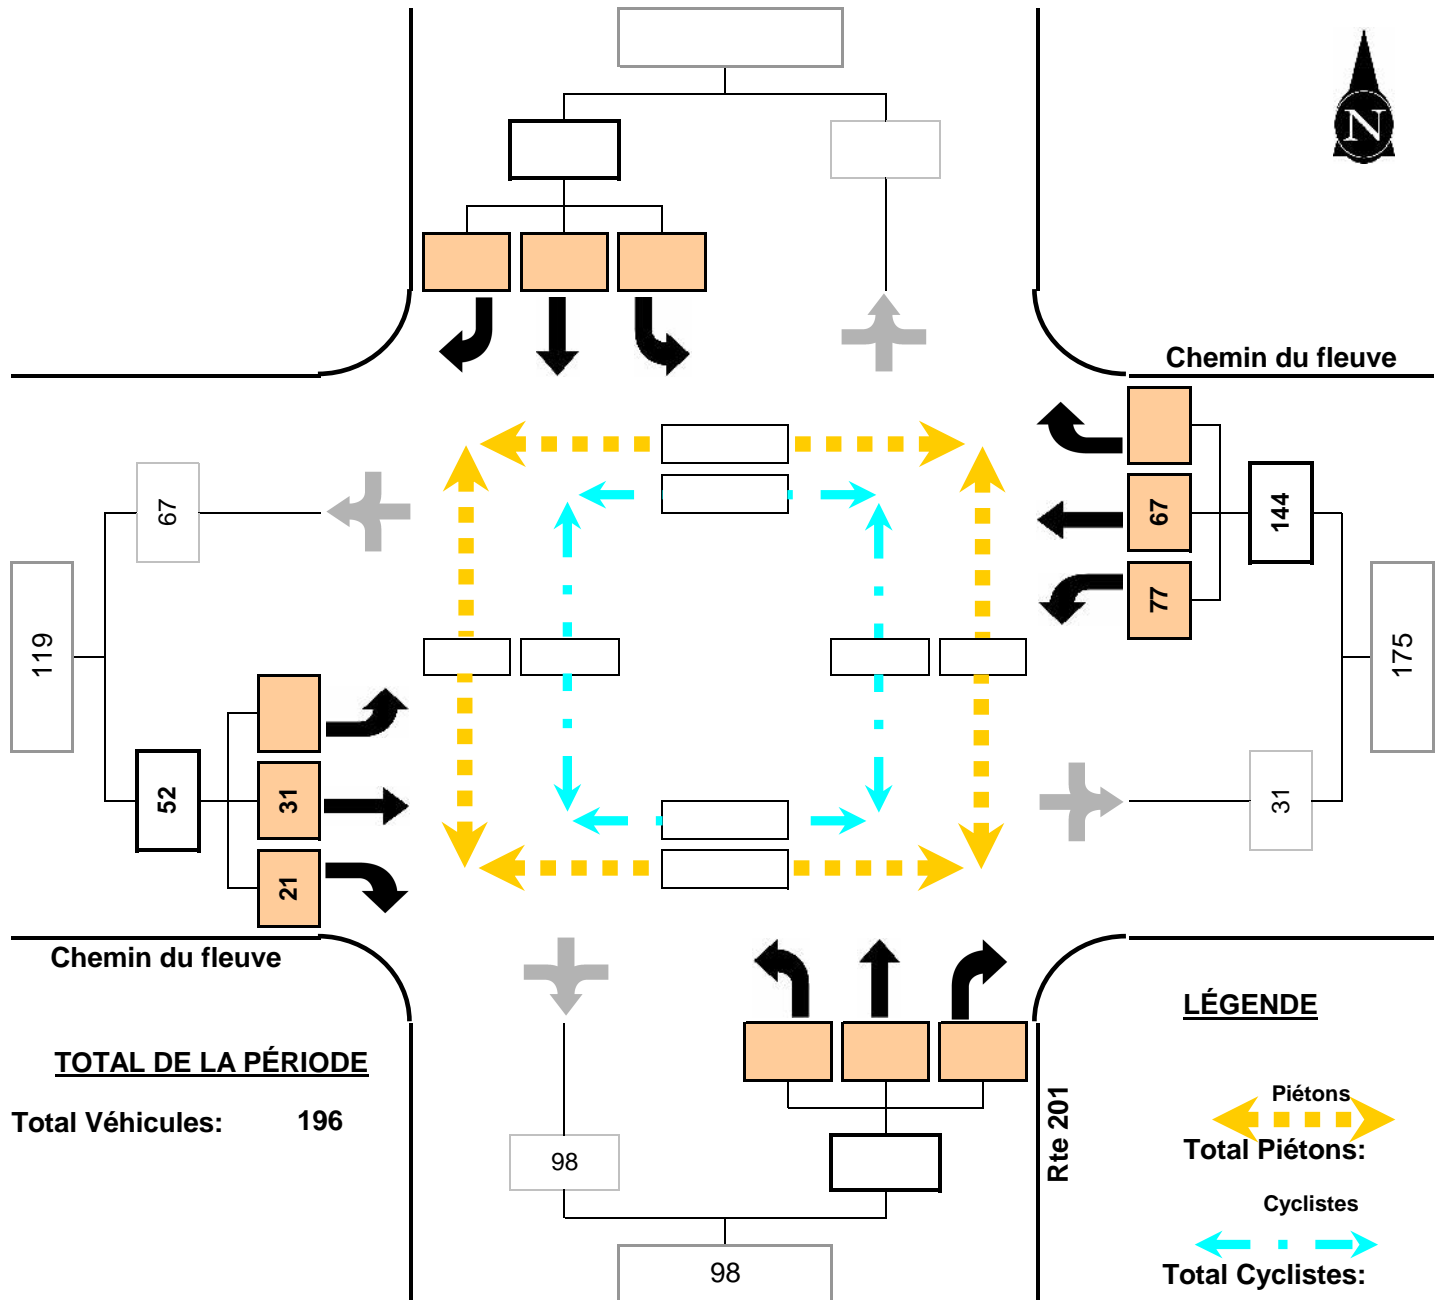 N
Chemin du fleuve
67
67
144
77
119
175
52
31
31
21
Chemin du fleuve
LÉGENDE
TOTAL DE LA PÉRIODE
Piétons
Total Véhicules: 196
Rte 201
Total Piétons:
98
Cyclistes
98
Total Cyclistes: